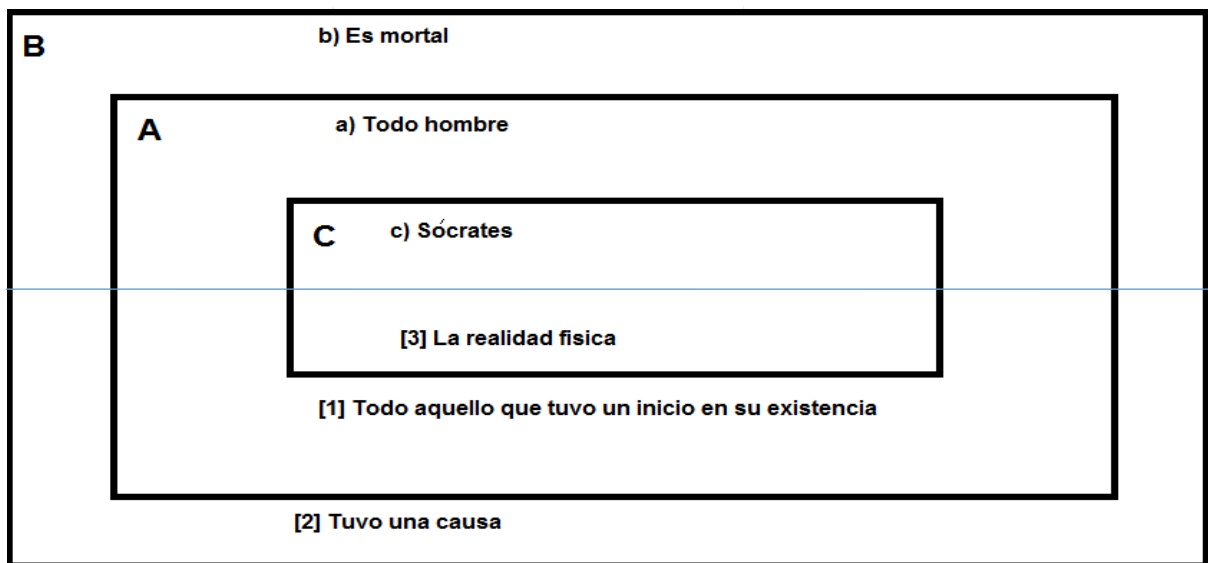 b) Es mortal
B
a) Todo hombre
A
c) Sócrates
C
[3] La realidad fisica
[1] Todo aquello que tuvo un inicio en su existencia
[2] Tuvo una causa